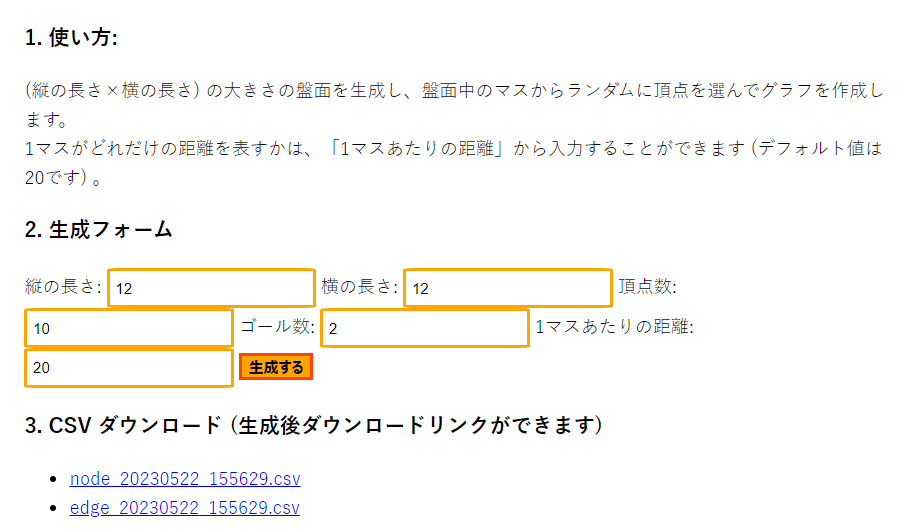 1. 使い方:
(縦の長さ×横の長さ) の大きさの盤面を生成し、盤面中のマスからランダムに頂点を選んでグラフを作成し
ます。
1マスがどれだけの距離を表すかは、「1マスあたりの距離」から入力することができます (デフォルト値は
20です) 。
2. 生成フォーム
縦の長さ: 12 横の長さ: 12 頂点数:
10 ゴール数: 2 1マスあたりの距離:
20 生成する
3. CSV ダウンロード (生成後ダウンロードリンクができます)
• node_20230522_155629.csv
• edge_20230522_155629.csv